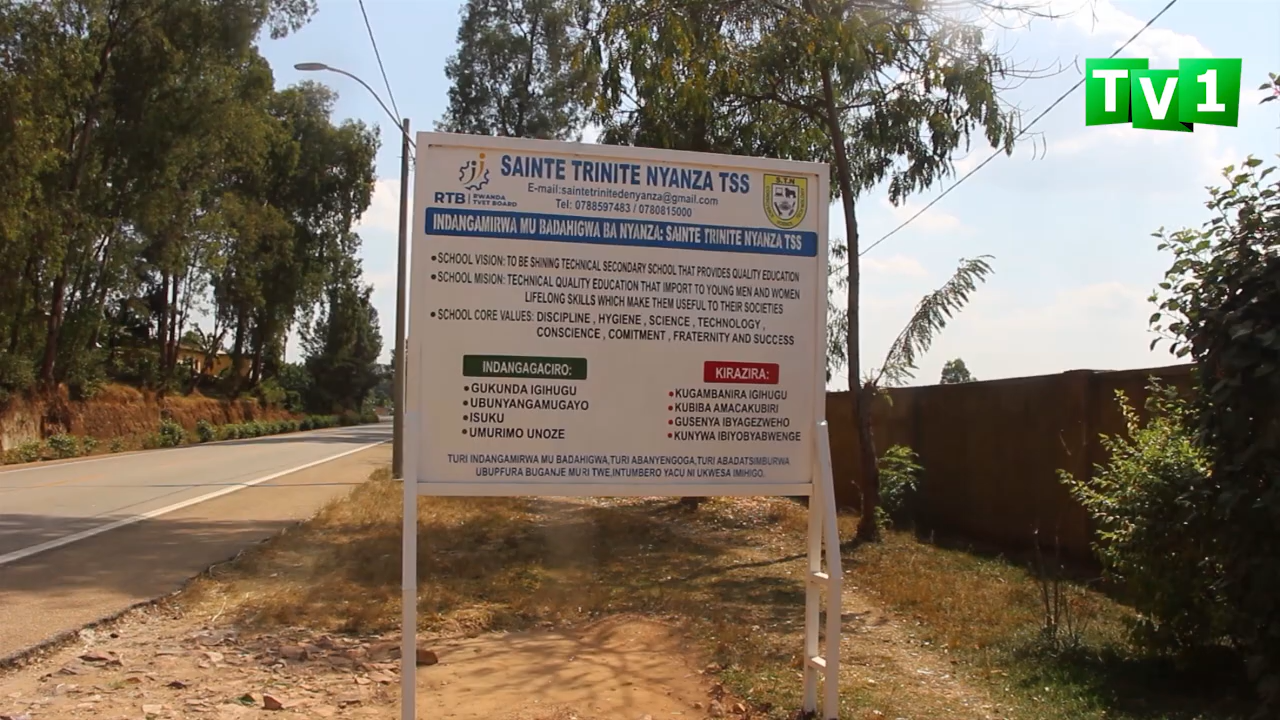 TV1
SAINTE TRINITE NYANZA TSS
E-mail:saintetrinitedenyanza@gmail.com
Tel: 0788597483 / 0780815000
RTB RWANDA
TVET BOARD
S.T.N
INDANGAMIRWA MU BADAHIGWA BA NYANZA: SAINTE TRINITE NYANZA TSS
• SCHOOL VISION: TO BE SHINING TECHNICAL SECONDARY SCHOOL THAT PROVIDES QUALITY EDUCATION
• SCHOOL MISION: TECHNICAL QUALITY EDUCATION THAT IMPORT TO YOUNG MEN AND WOMEN
LIFELONG SKILLS WHICH MAKE THEM USEFUL TO THEIR SOCIETIES
• SCHOOL CORE VALUES: DISCIPLINE , HYGIENE , SCIENCE , TECHNOLOGY ,
CONSCIENCE , COMITMENT , FRATERNITY AND SUCCESS
INDANGAGACIRO:
• GUKUNDA IGIHUGU
• UBUNYANGAMUGAYO
• ISUKU
• UMURIMO UNOZE
KIRAZIRA:
• KUGAMBANIRA IGIHUGU
• KUBIBA AMACAKUBIRI
• GUSENYA IBYAGEZWEHO
• KUNYWA IBIYOBYABWENGE
TURI INDANGAMIRWA MU BADAHIGWA,TURI ABANYENGOGA,TURI ABADATSIMBURWA
UBUPFURA BUGANJE MURI TWE,INTUMBERO YACU NI UKWESA IMIHIGO.